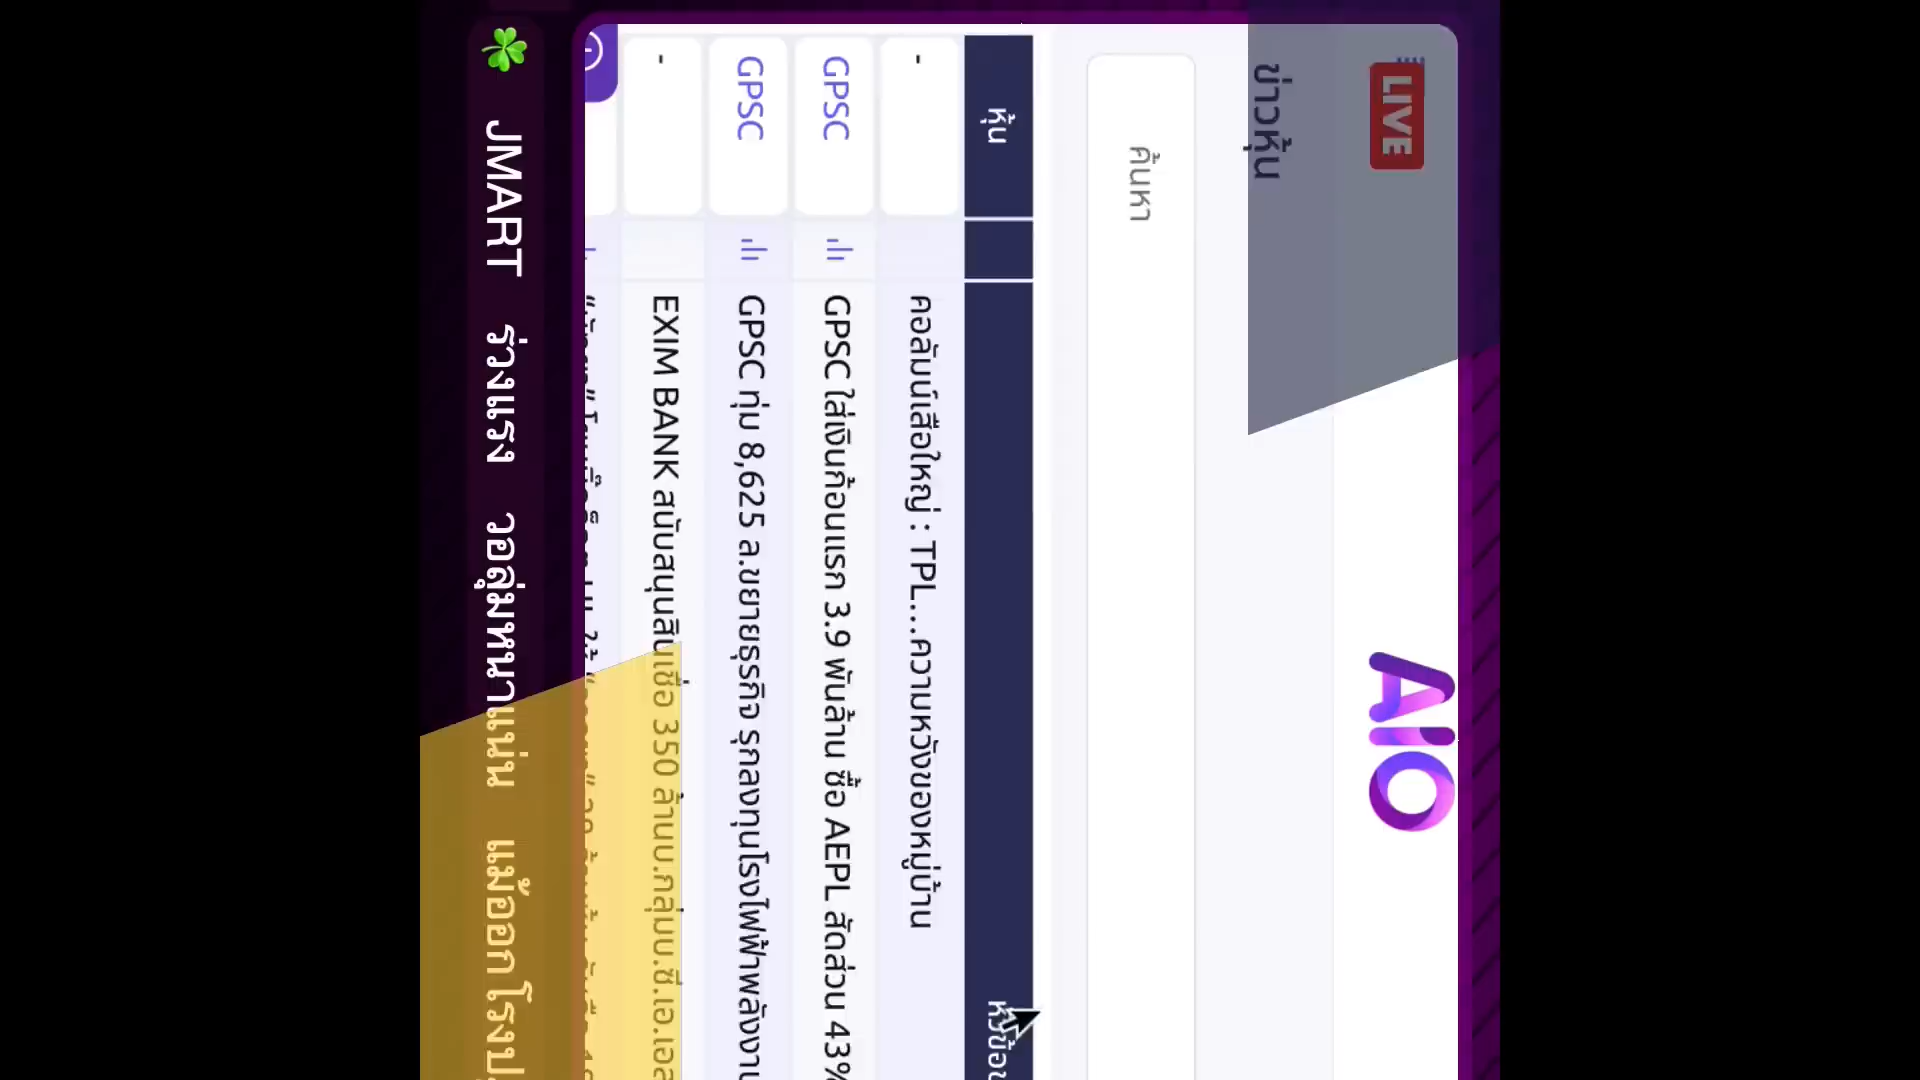 LIVE
AIO
ข่าวหุ้น
ค้นหา
หุ้น
หัวข้อข
-
คอลัมน์เสือใหญ่ : TPL...ความหวังของหมู่บ้าน
GPSC
GPSC ใส่เงินก้อนแรก 3.9 พันล้าน ซื้อ AEPL สัดส่วน 43%
GPSC
GPSC ทุ่ม 8,625 ล.ขยายธุรกิจ รุกลงทุนโรงไฟฟ้าพลังงาน
-
EXIM BANK สนับสนุนสินเชื่อ 350 ล้านบ.กลุ่มบ.ซี.เอ.เอส
JMART ร่วงแรง วอลุ่มหนาแน่น แม้ออก โรงป